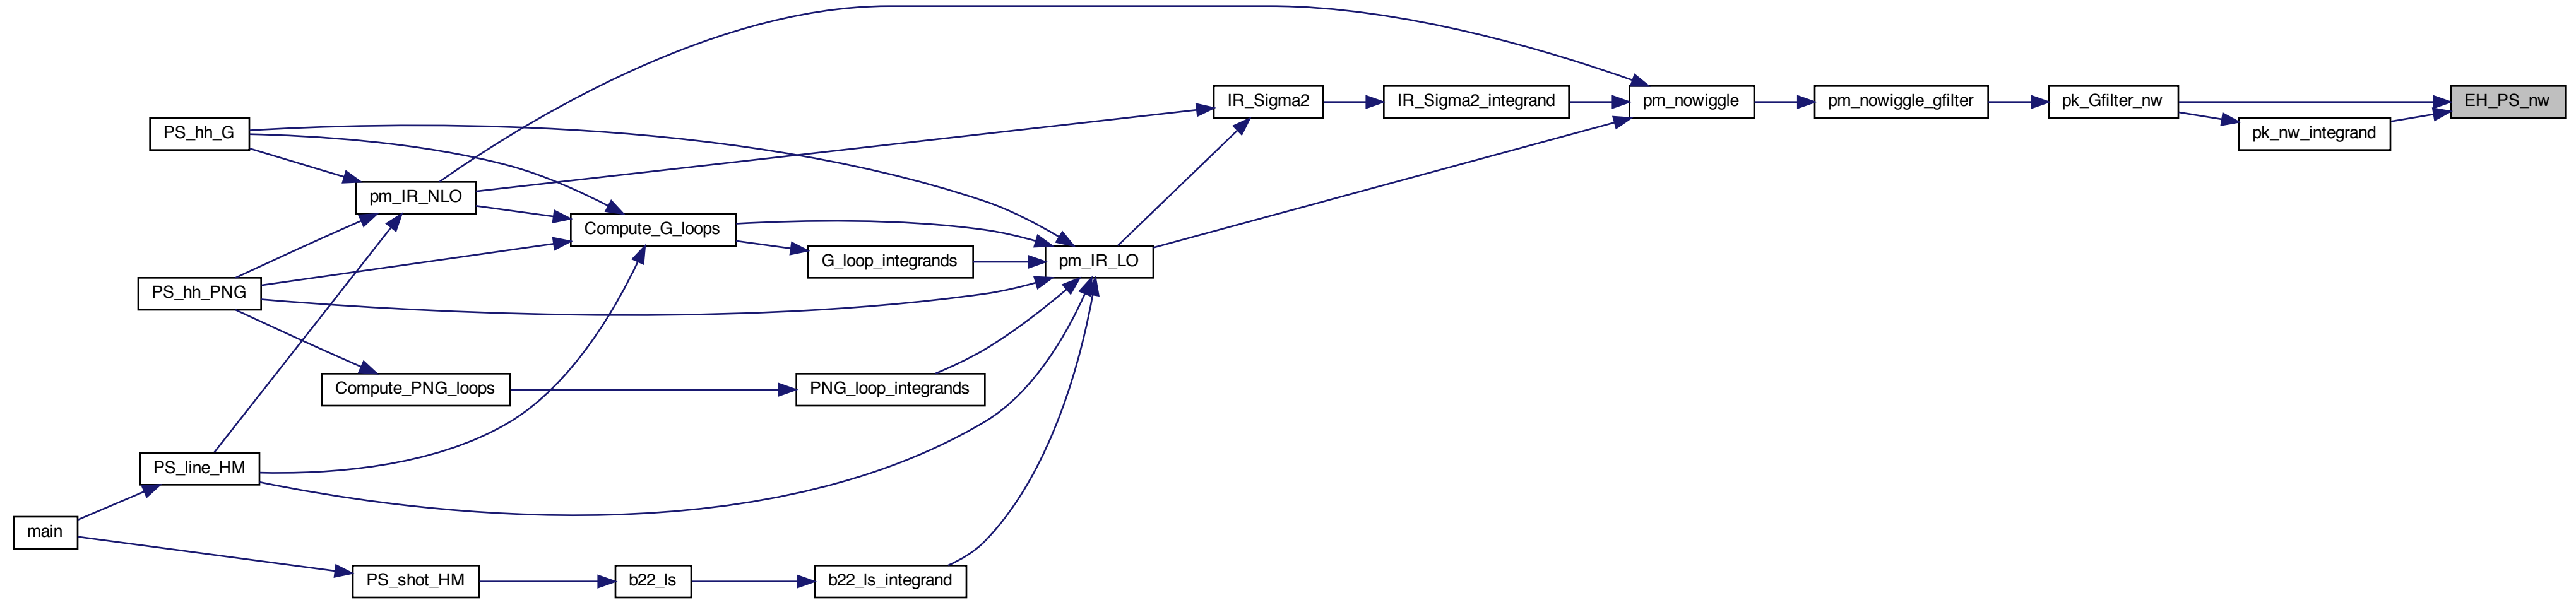 IR_Sigma2
IR_Sigma2_integrand
pm_nowiggle
pm_nowiggle_gfilter
pk_Gfilter_nw
EH_PS_nw
PS_hh_G
pk_nw_integrand
pm_IR_NLO
Compute_G_loops
G_loop_integrands
pm_IR_LO
PS_hh_PNG
Compute_PNG_loops
PNG_loop_integrands
PS_line_HM
main
PS_shot_HM
b22_ls
b22_ls_integrand